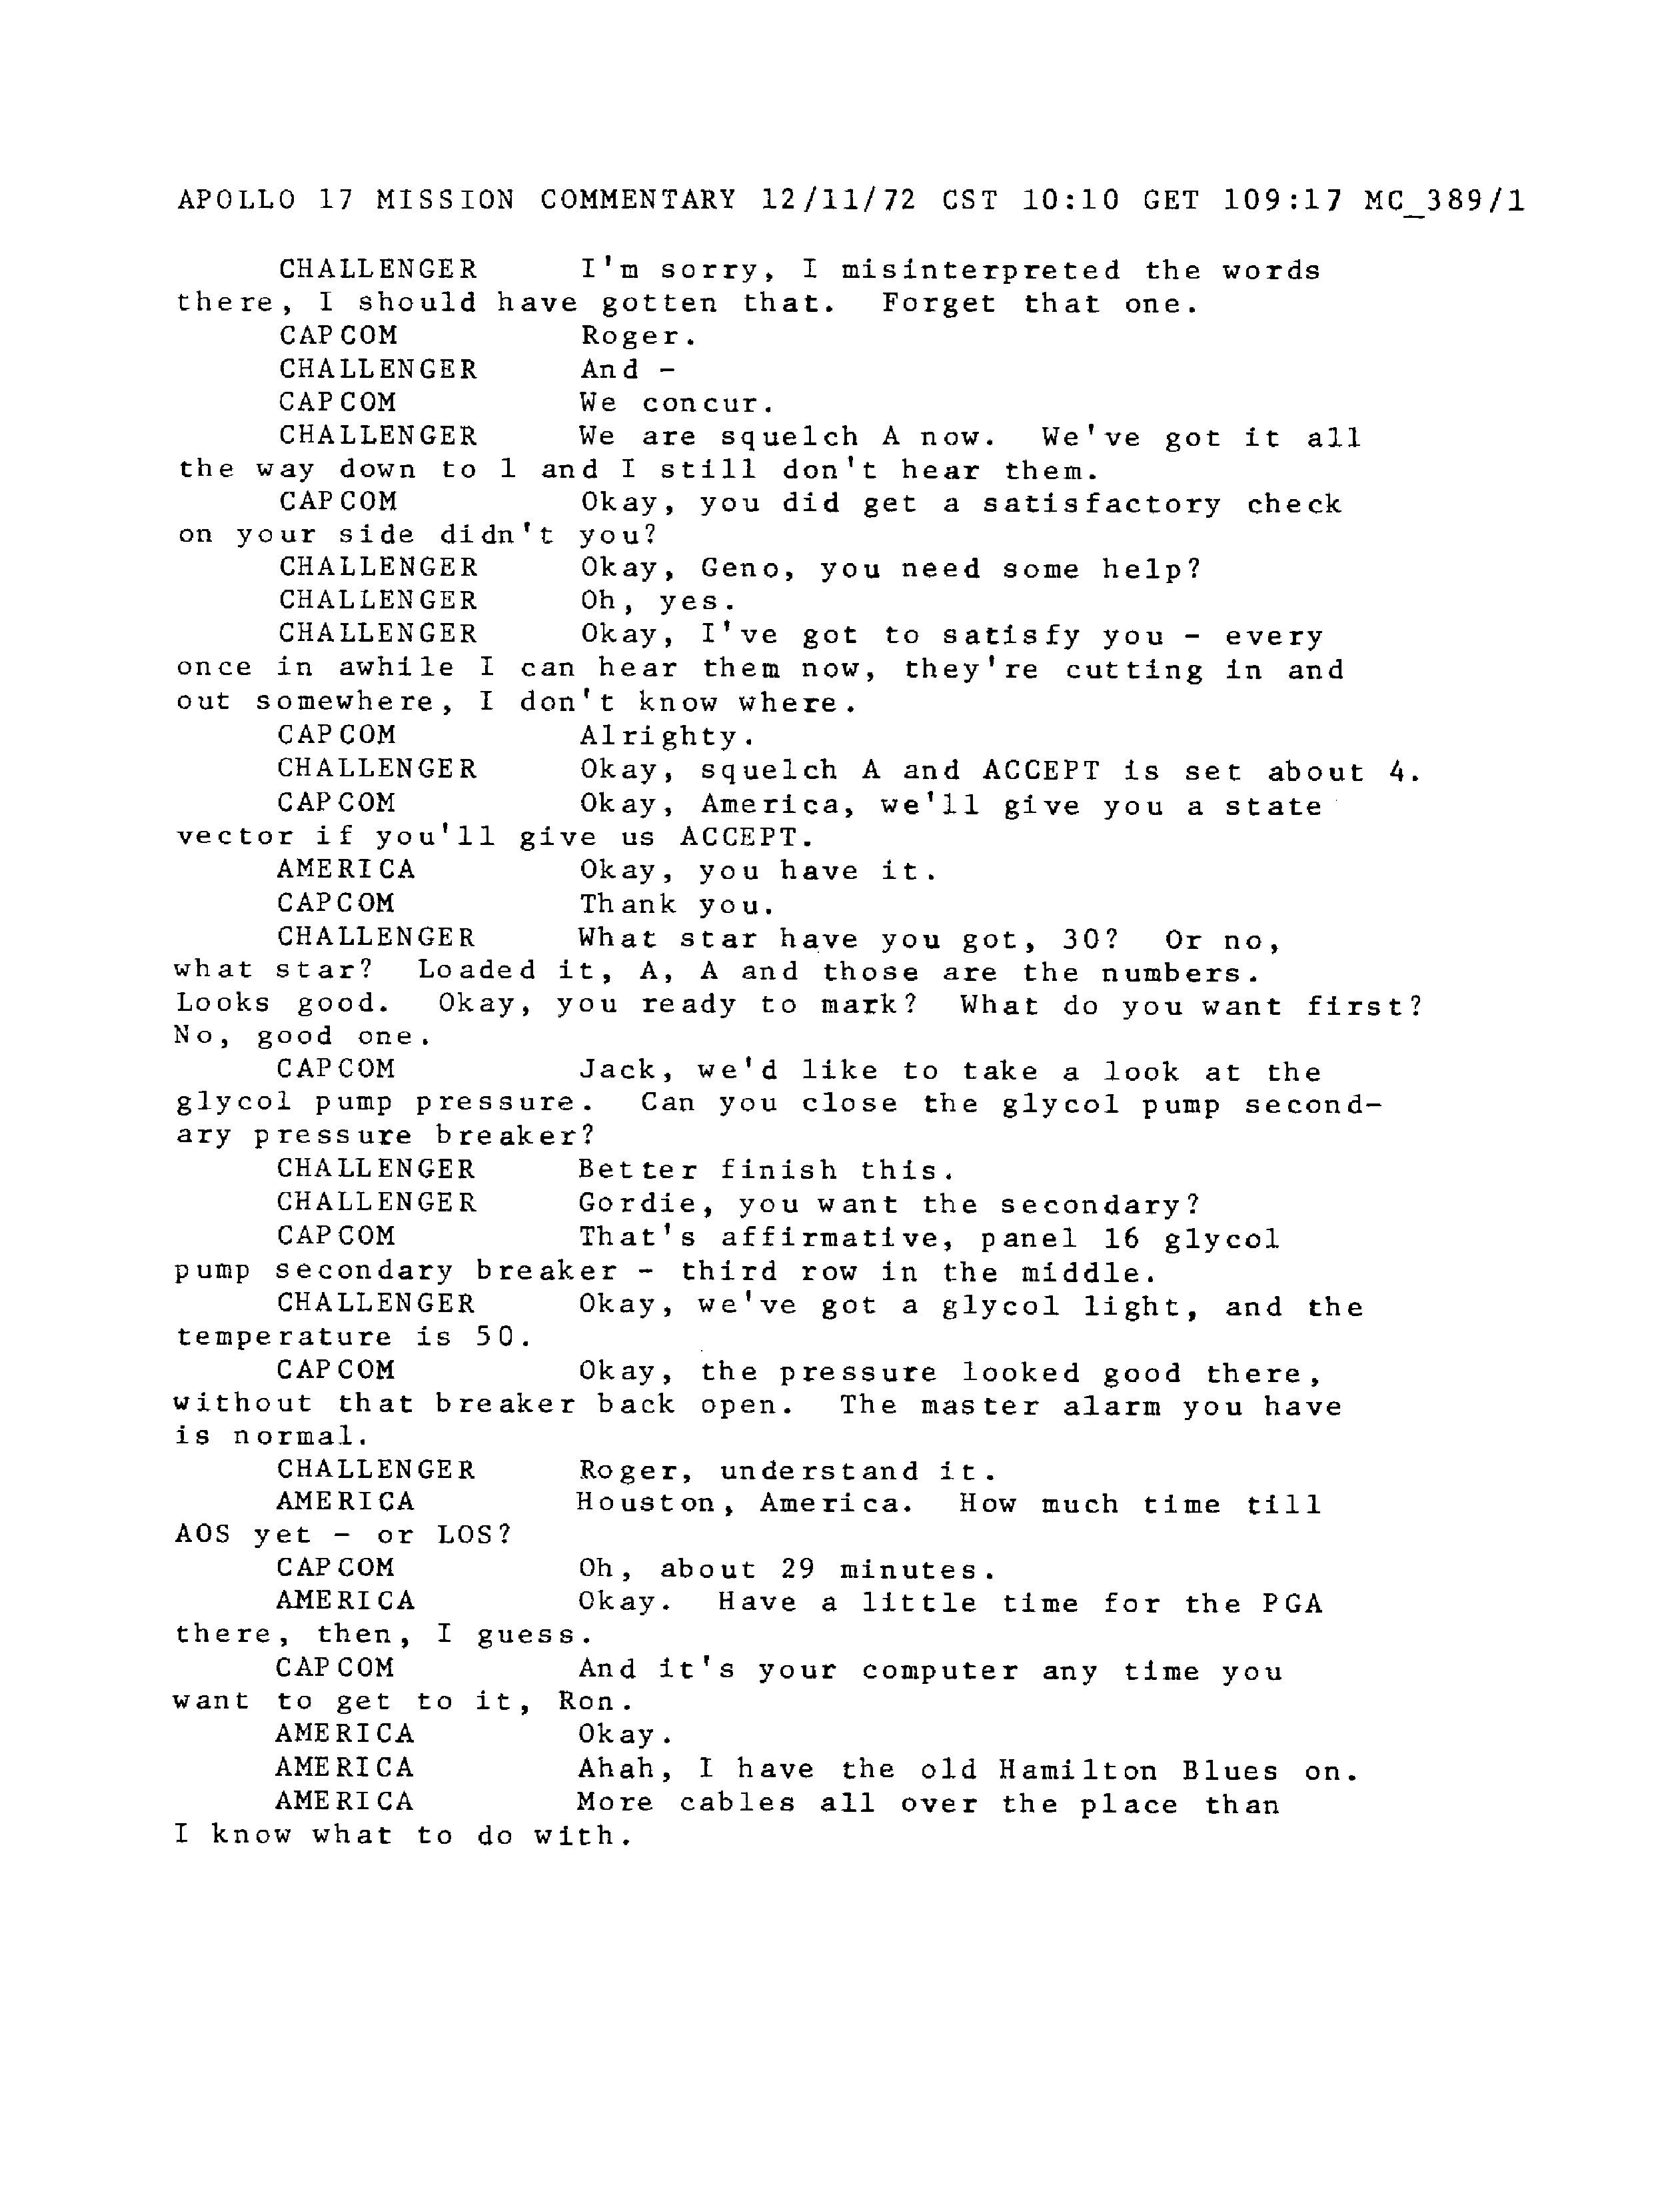 APOLLO 17 MISSION COMMENTARY 12/11/72 CST 10:10 GET 109:17 MC_389/1
CHALLENGER I'm sorry, I misinterpreted the words
there, I should have gotten that. Forget that one.
CAPCOM Roger.
CHALLENGER And -
CAPCOM We concur.
CHALLENGER We are squelch A now. We've got it all
the way down to 1 and I still don't hear them.
CAPCOM Okay, you did get a satisfactory check
on your side didn't you?
CHALLENGER Okay, Geno, you need some help?
CHALLENGER Oh, yes.
CHALLENGER Okay, I've got to satisfy you - every
once in awhile I can hear them now, they're cutting in and
out somewhere, I don't know where.
CAPCOM Alrighty.
CHALLENGER Okay, squelch A and ACCEPT is set about 4.
CAPCOM Okay, America, we'll give you a state
vector if you'll give us ACCEPT.
AMERICA Okay, you have it.
CAPCOM Thank you.
CHALLENGER What star have you got, 30? Or no,
what star? Loaded it, A, A and those are the numbers.
Looks good. Okay, you ready to mark? What do you want first?
No, good one.
CAPCOM Jack, we'd like to take a look at the
glycol pump pressure. Can you close the glycol pump second-
ary pressure breaker?
CHALLENGER Better finish this.
CHALLENGER Gordie, you want the secondary?
CAPCOM That's affirmative, panel 16 glycol
pump secondary breaker - third row in the middle.
CHALLENGER Okay, we've got a glycol light, and the
temperature is 50.
CAPCOM Okay, the pressure looked good there,
without that breaker back open. The master alarm you have
is normal.
CHALLENGER Roger, understand it.
AMERICA Houston, America. How much time till
AOS yet - or LOS?
CAPCOM Oh, about 29 minutes.
AMERICA Okay. Have a little time for the PGA
there, then, I guess.
CAPCOM And it's your computer any time you
want to get to it, Ron.
AMERICA Okay.
AMERICA Ahah, I have the old Hamilton Blues on.
AMERICA More cables all over the place than
I know what to do with.